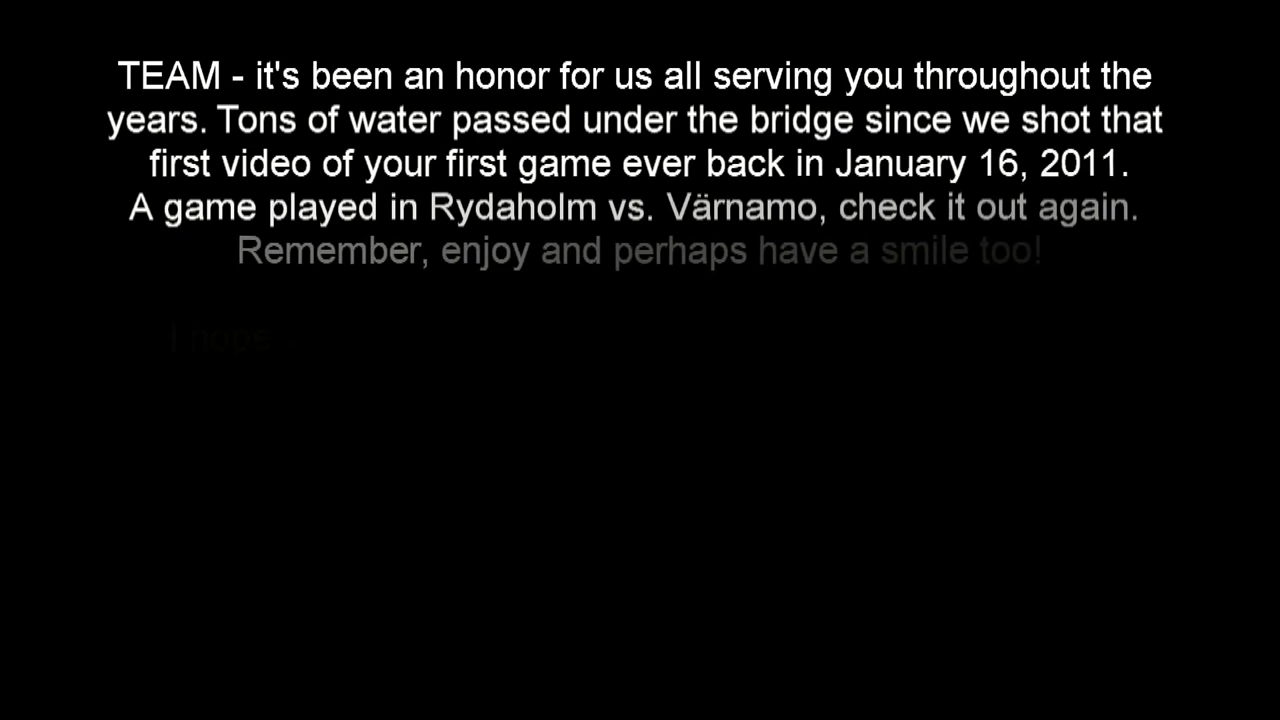 TEAM - it's been an honor for us all serving you throughout the
years. Tons of water passed under the bridge since we shot that
first video of your first game ever back in January 16, 2011.
A game played in Rydaholm vs. Värnamo, check it out again.
Remember, enjoy and perhaps have a smile too!
I hope